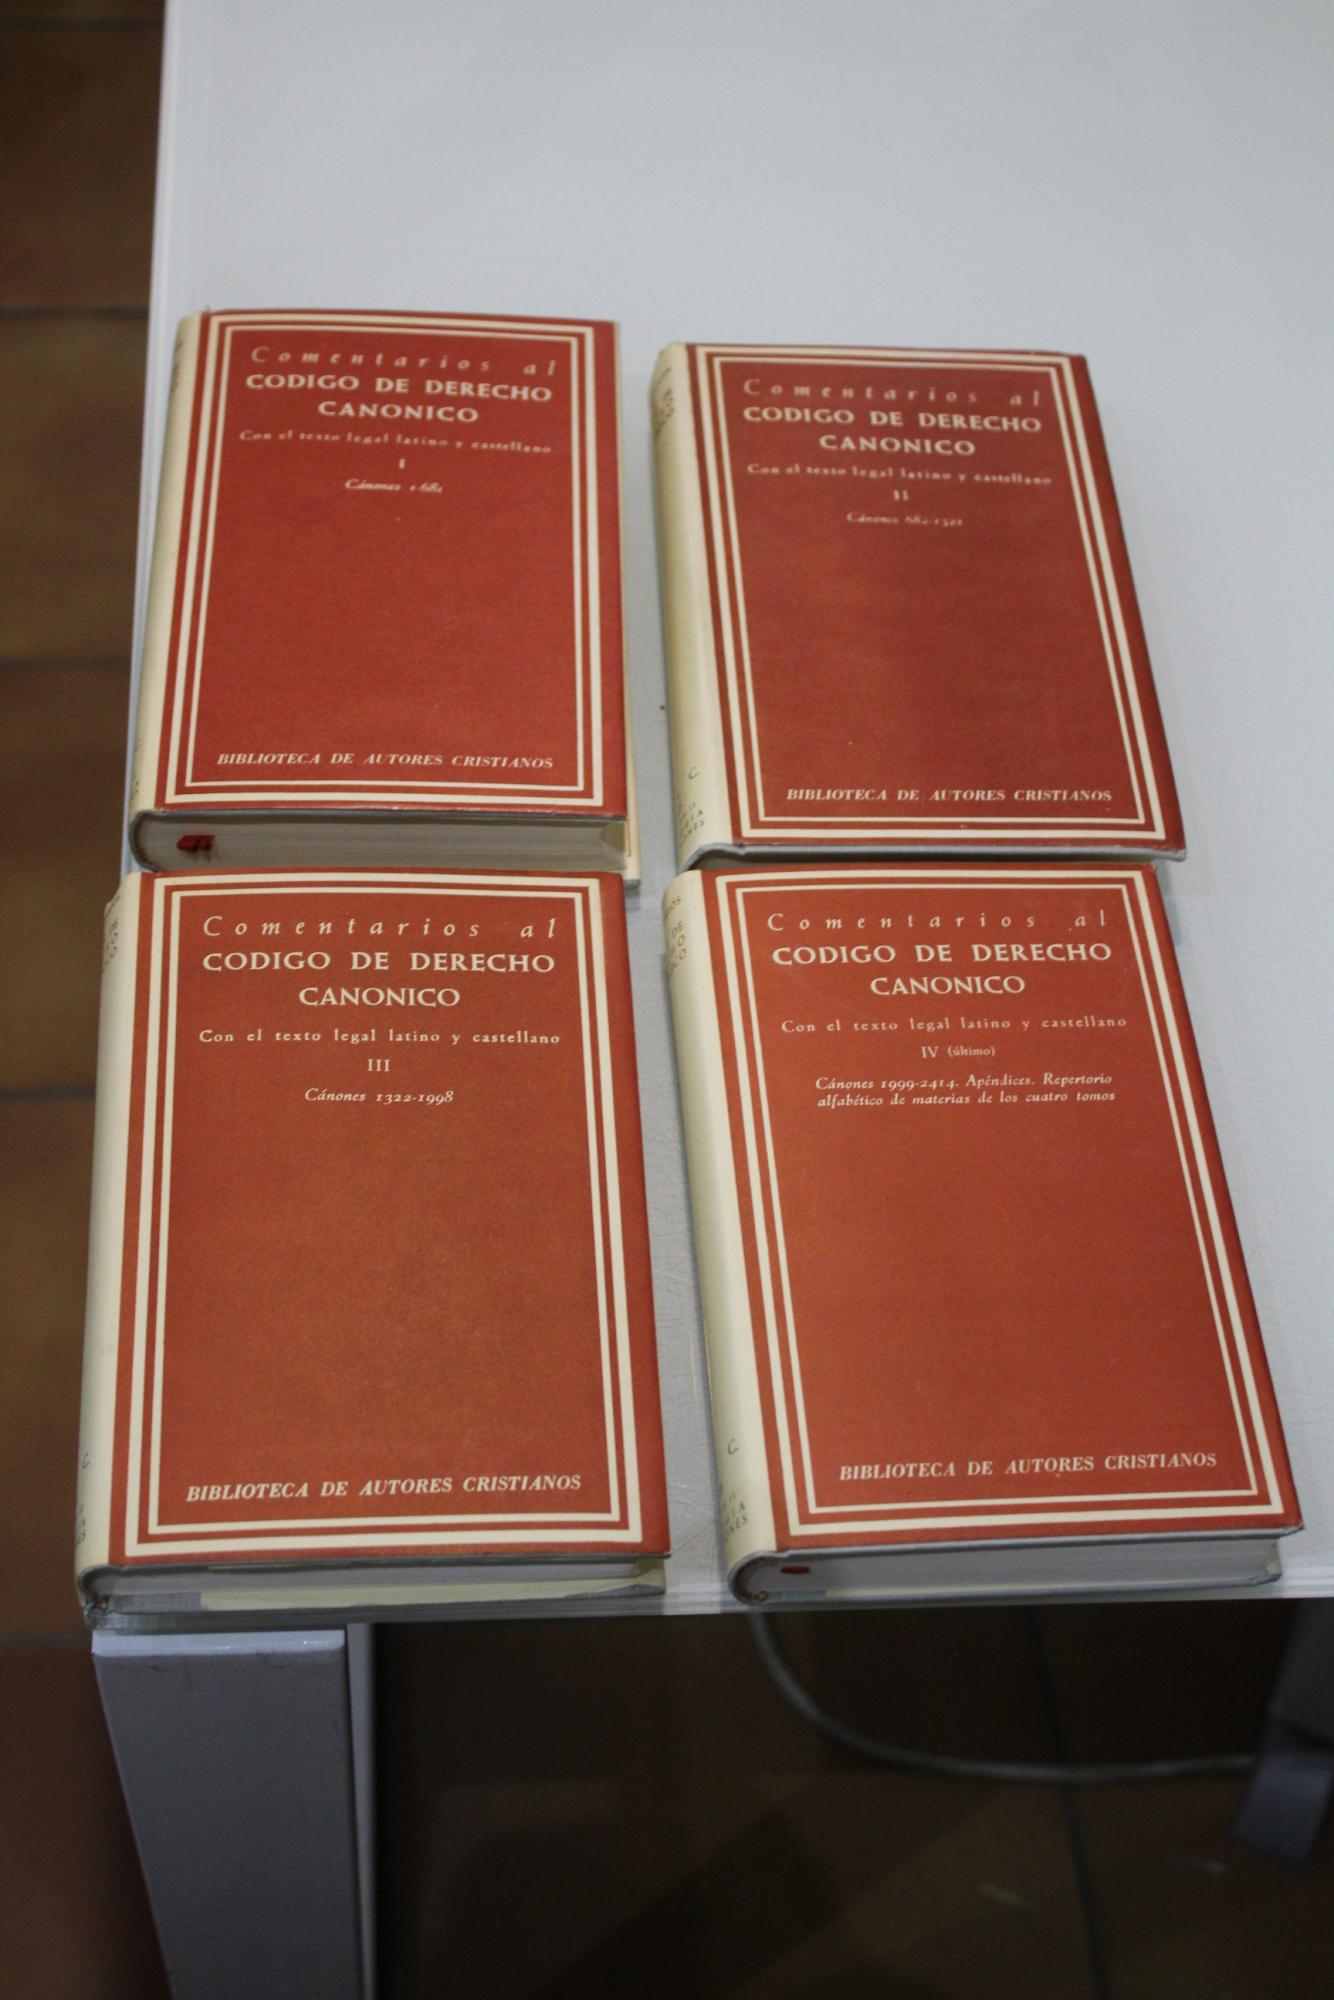 Comentarios al
CODIGO DE DERECHO
CANONICO
Con el texto legal latino y castellano
I
Cánones 1-681
BIBLIOTECA DE AUTORES CRISTIANOS
Comentarios al
CODIGO DE DERECHO
CANONICO
Con el texto legal latino y castellano
II
Cánones 682-1321
BIBLIOTECA DE AUTORES CRISTIANOS
Comentarios al
CODIGO DE DERECHO
CANONICO
Con el texto legal latino y castellano
III
Cánones 1322-1998
BIBLIOTECA DE AUTORES CRISTIANOS
Comentarios al
CODIGO DE DERECHO
CANONICO
Con el texto legal latino y castellano
IV (último)
Cánones 1999-2414. Apéndices. Repertorio
alfabético de materias de los cuatro tomos
BIBLIOTECA DE AUTORES CRISTIANOS